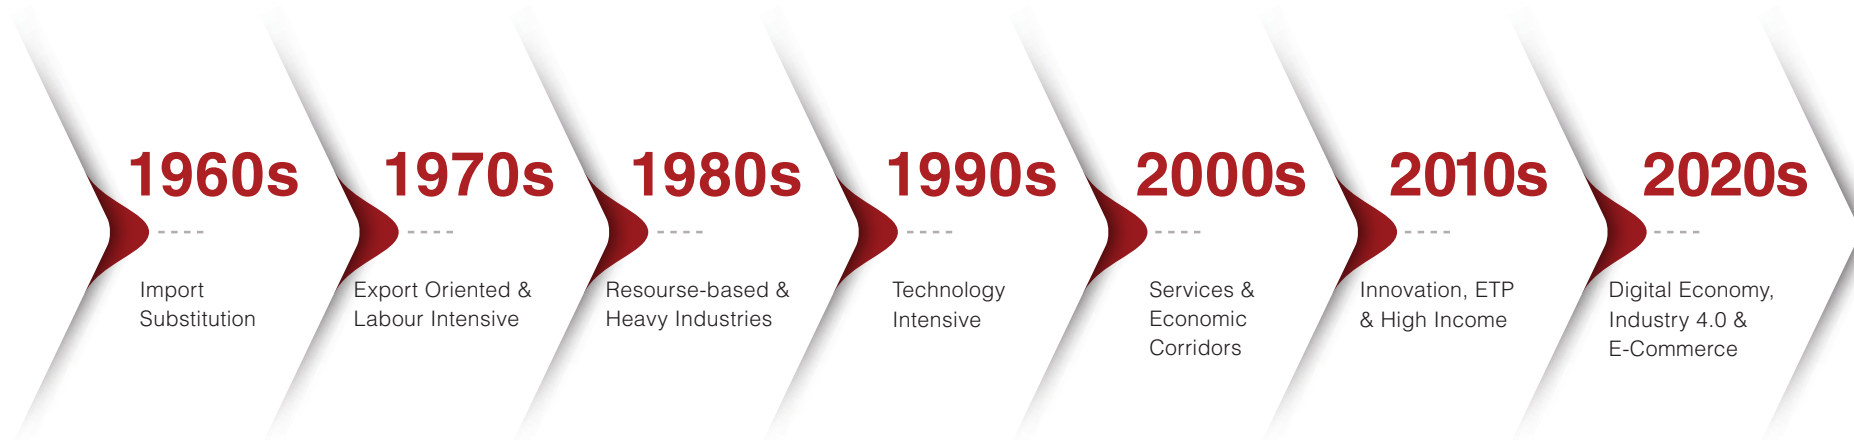 1960s
Import
Substitution
1970s
Export Oriented &
Labour Intensive
1980s
Resourse-based &
Heavy Industries
1990s
Technology
Intensive
2000s
Services &
Economic
Corridors
2010s
Innovation, ETP
& High Income
2020s
Digital Economy,
Industry 4.0 &
E-Commerce